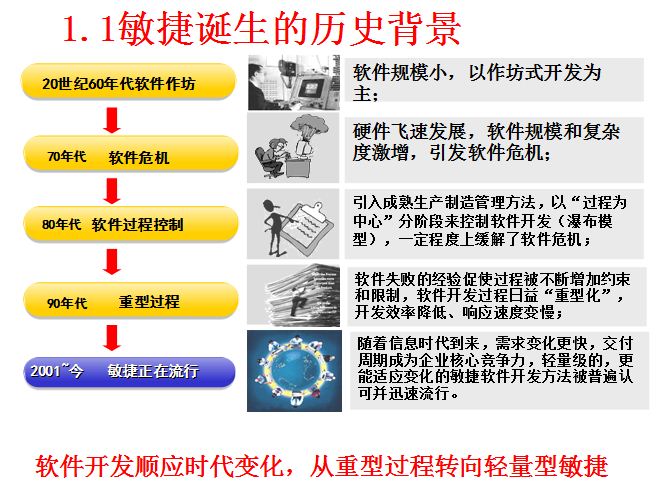 1.1敏捷诞生的历史背景
20世纪60年代软件作坊
软件规模小，以作坊式开发为
主；
70年代 软件危机
硬件飞速发展，软件规模和复杂
度激增，引发软件危机；
80年代 软件过程控制
引入成熟生产制造管理方法，以“过程为
中心”分阶段来控制软件开发（瀑布模
型），一定程度上缓解了软件危机；
90年代 重型过程
软件失败的经验促使过程被不断增加约束
和限制，软件开发过程日益“重型化”，
开发效率降低、响应速度变慢；
2001~今 敏捷正在流行
随着信息时代到来，需求变化更快，交付
周期成为企业核心竞争力，轻量级的，更
能适应变化的敏捷软件开发方法被普遍认
可并迅速流行。
软件开发顺应时代变化，从重型过程转向轻量型敏捷